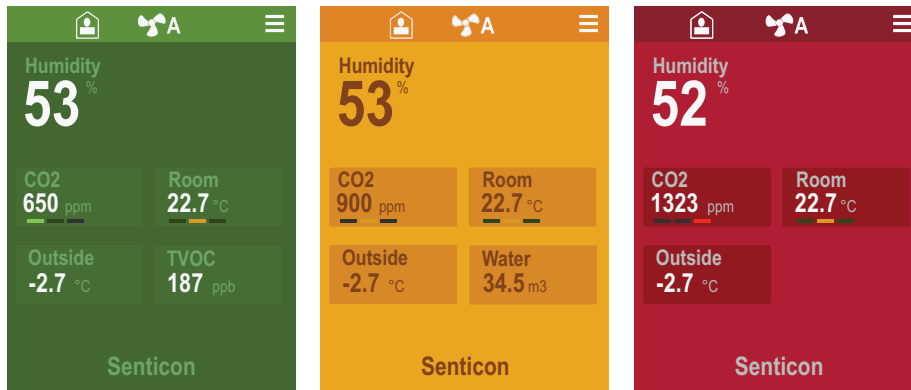 A
Humidity
53 %
CO2
650 ppm
Room
22.7 °C
Outside
-2.7 °C
TVOC
187 ppb
Senticon
A
Humidity
53 %
CO2
900 ppm
Room
22.7 °C
Outside
-2.7 °C
Water
34.5 m3
Senticon
A
Humidity
52 %
CO2
1323 ppm
Room
22.7 °C
Outside
-2.7 °C
Senticon